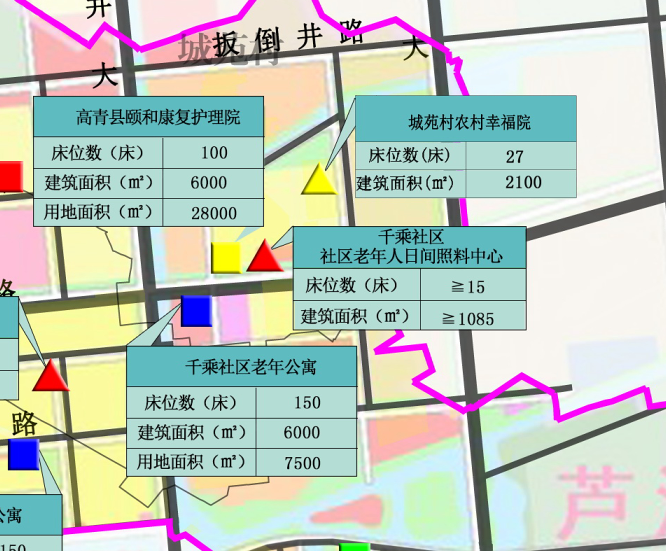 升
城苑村
扳倒井路
大
大
高青县颐和康复护理院
床位数（床） 100
建筑面积（㎡） 6000
用地面积（㎡） 28000
城苑村农村幸福院
床位数(床) 27
建筑面积(㎡) 2100
千乘社区
社区老年人日间照料中心
床位数（床） ≧15
建筑面积（㎡） ≧1085
路
千乘社区老年公寓
床位数（床） 150
建筑面积（㎡） 6000
用地面积（㎡） 7500
路
芦
公寓
150